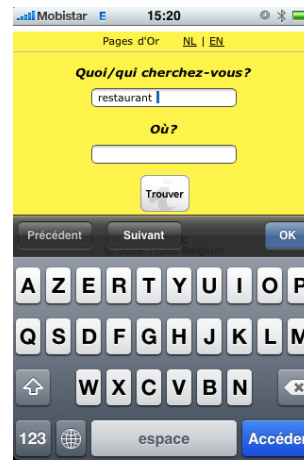 Mobistar E 15:20
Pages d'Or NL | EN
Quoi/qui cherchez-vous?
restaurant
Où?
Trouver
Précédent Suivant OK
A Z E R T Y U I O P
Q S D F G H J K L M
W X C V B N
123 espace Accéder